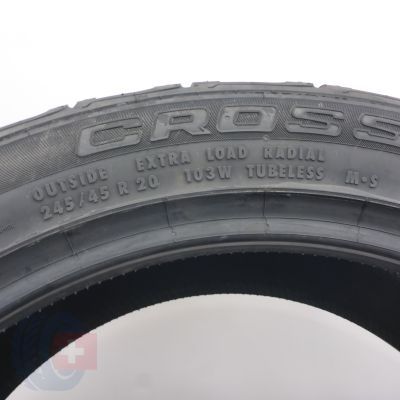 CROSS
OUTSIDE EXTRA LOAD RADIAL
245/45 R 20 103W TUBELESS M·S